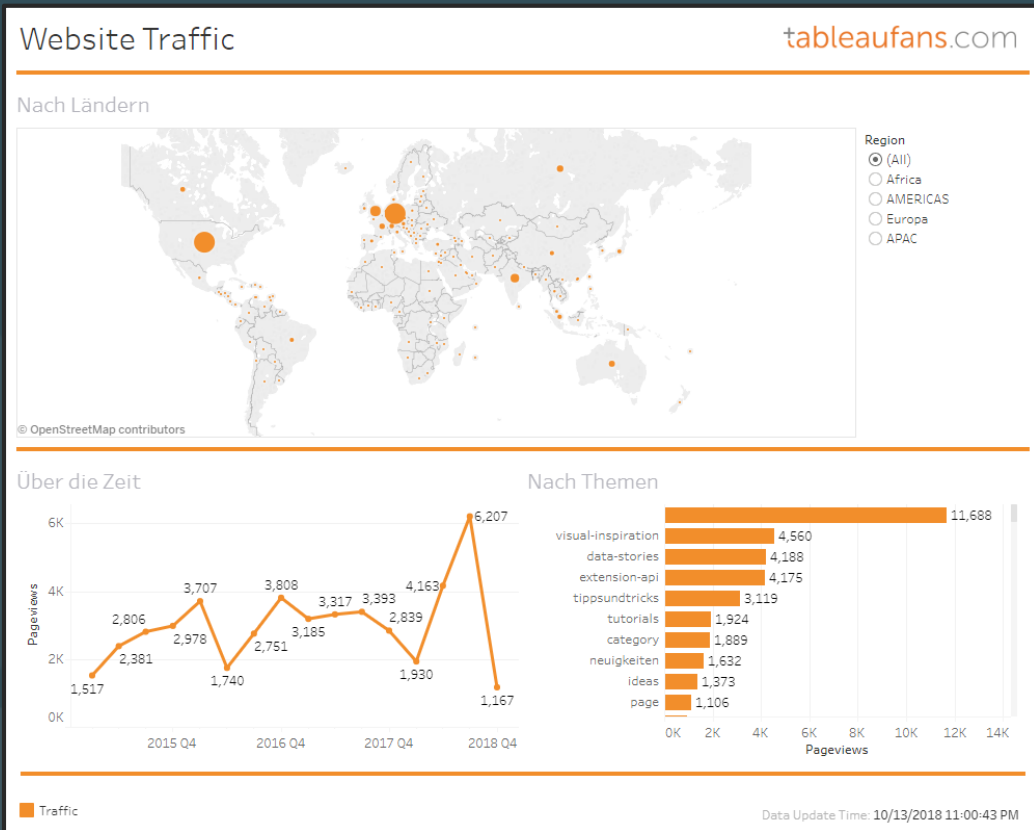 Website Traffic
tableaufans.com
Nach Ländern
Region
(All)
Africa
AMERICAS
Europa
APAC
© OpenStreetMap contributors
Über die Zeit
Pageviews
6K
4K
2K
0K
1,517
2,381
2,806
2,978
3,707
1,740
2,751
3,808
3,185
3,317
3,393
2,839
1,930
4,163
6,207
1,167
2015 Q4
2016 Q4
2017 Q4
2018 Q4
Nach Themen
11,688
visual-inspiration 4,560
data-stories 4,188
extension-api 4,175
tippsundtricks 3,119
tutorials 1,924
category 1,889
neuigkeiten 1,632
ideas 1,373
page 1,106
0K 2K 4K 6K 8K 10K 12K 14K
Pageviews
Traffic
Data Update Time: 10/13/2018 11:00:43 PM